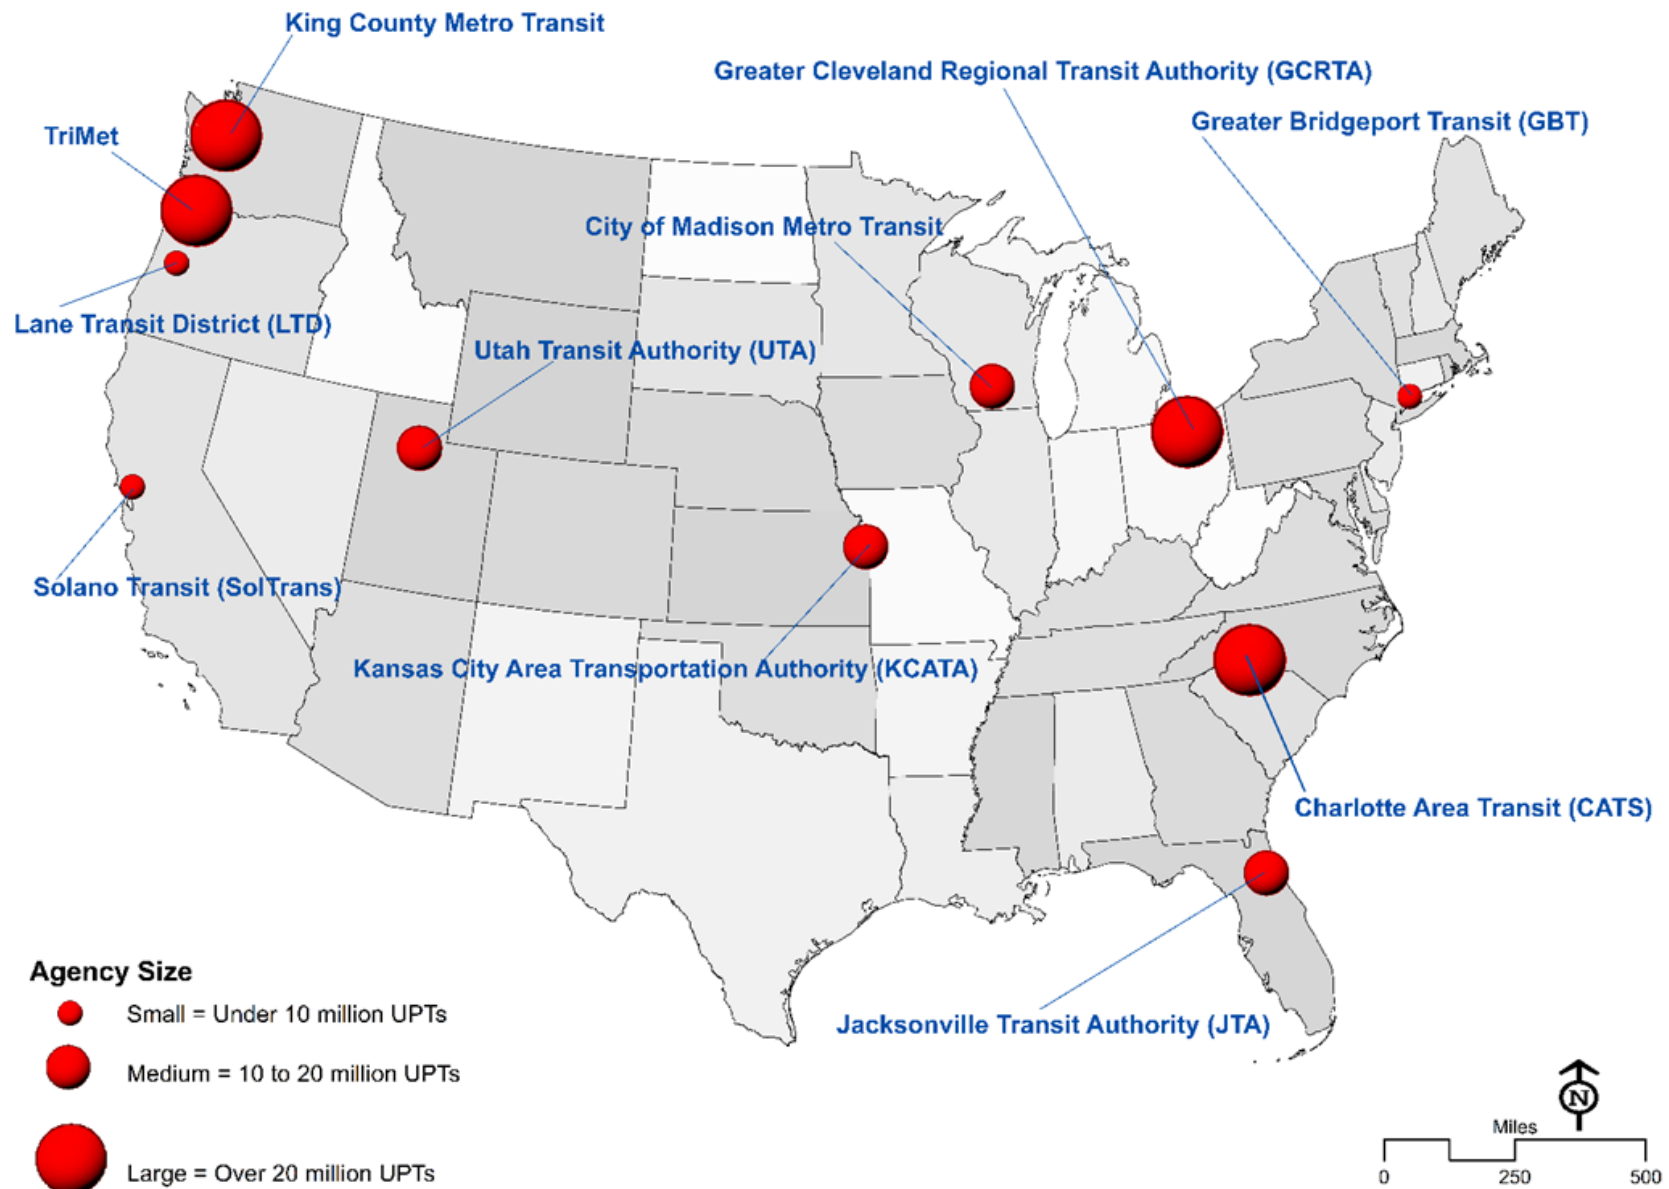 King County Metro Transit
Greater Cleveland Regional Transit Authority (GCRTA)
Greater Bridgeport Transit (GBT)
TriMet
City of Madison Metro Transit
Lane Transit District (LTD)
Utah Transit Authority (UTA)
Solano Transit (SolTrans)
Kansas City Area Transportation Authority (KCATA)
Charlotte Area Transit (CATS)
Jacksonville Transit Authority (JTA)
Agency Size
Small = Under 10 million UPTs
Medium = 10 to 20 million UPTs
Large = Over 20 million UPTs
N
Miles
0 250 500